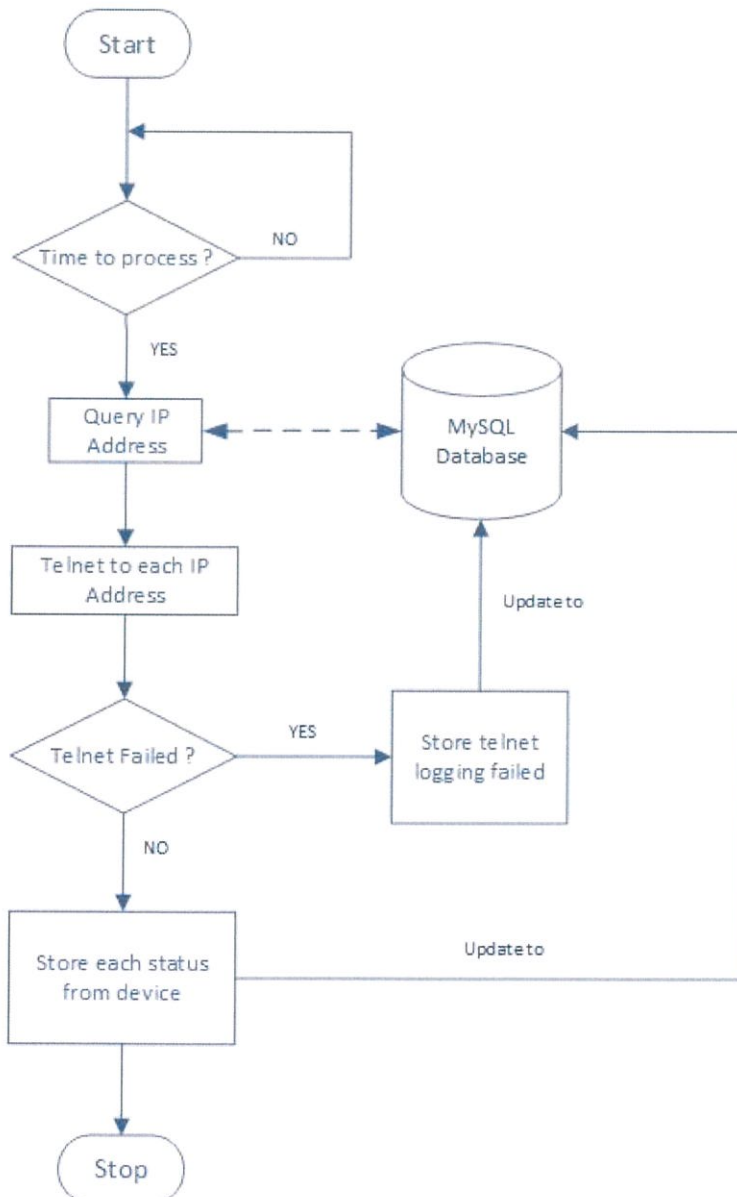 Start
Time to process ?
NO
YES
Query IP
Address
MySQL
Database
Telnet to each IP
Address
Update to
Telnet Failed ?
YES
Store telnet
logging failed
NO
Store each status
from device
Update to
Stop